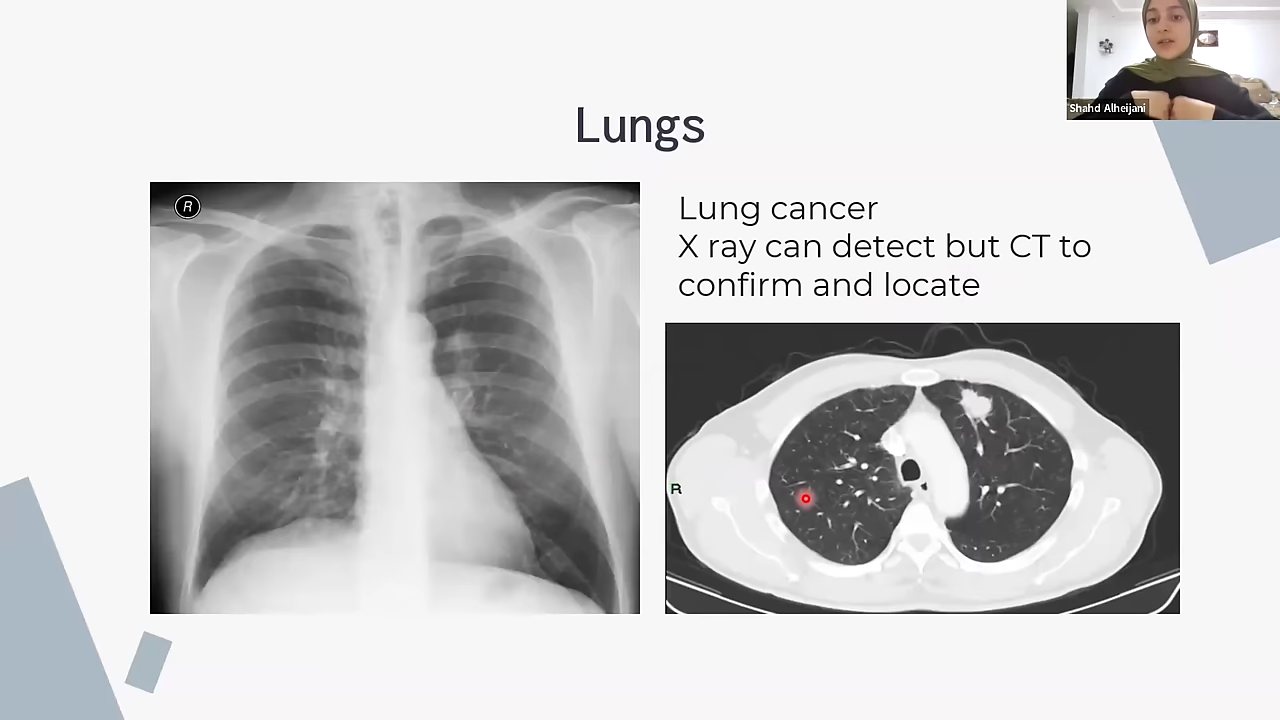 Shahd Alheijani
Lungs
R
Lung cancer
X ray can detect but CT to
confirm and locate
R